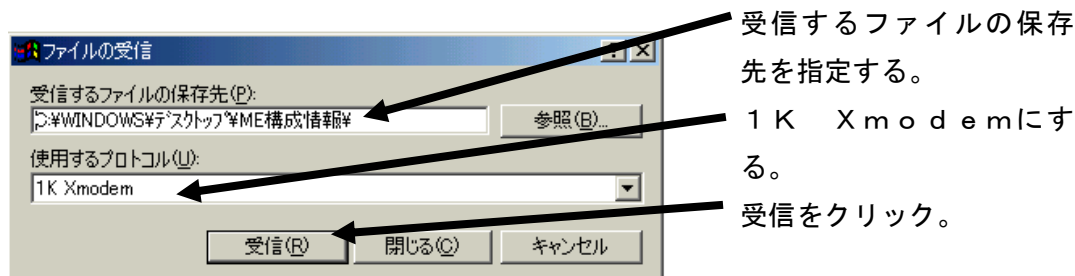 ファイルの受信
? ×
受信するファイルの保存先(P):
C:¥WINDOWS¥ﾃﾞｽｸﾄｯﾌﾟ¥ME構成情報¥
参照(B)...
使用するプロトコル(U):
1K Xmodem
受信(R)
閉じる(C)
キャンセル
受信するファイルの保存
先を指定する。
１Ｋ　Ｘｍｏｄｅｍにす
る。
受信をクリック。